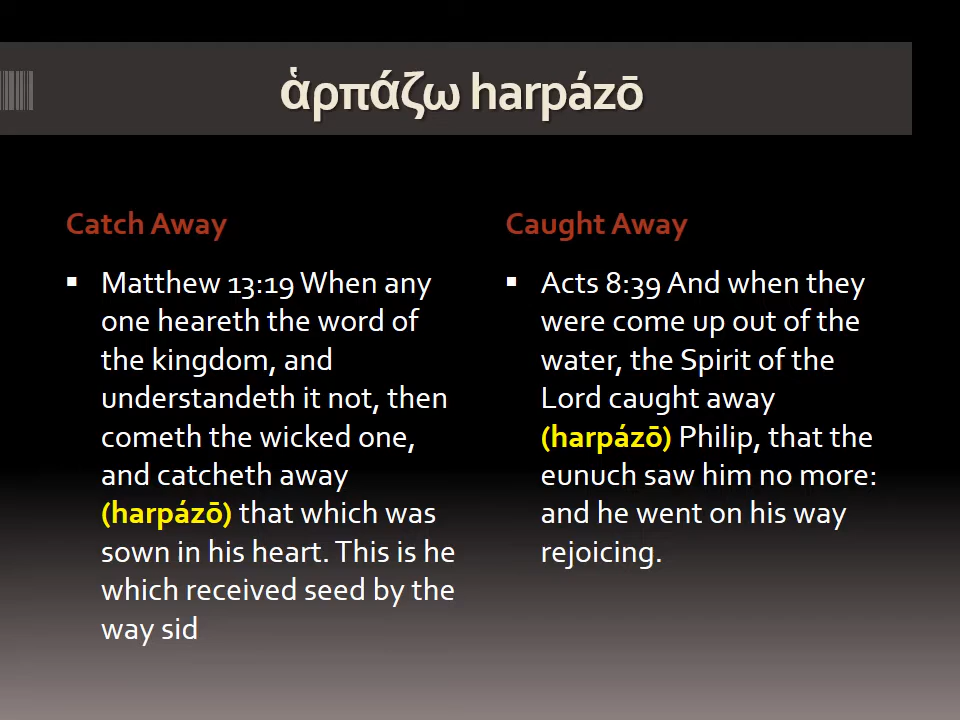 ἁρπάζω harpázō
Catch Away
▪ Matthew 13:19 When any
one heareth the word of
the kingdom, and
understandeth it not, then
cometh the wicked one,
and catcheth away
(harpázō) that which was
sown in his heart. This is he
which received seed by the
way sid
Caught Away
▪ Acts 8:39 And when they
were come up out of the
water, the Spirit of the
Lord caught away
(harpázō) Philip, that the
eunuch saw him no more:
and he went on his way
rejoicing.